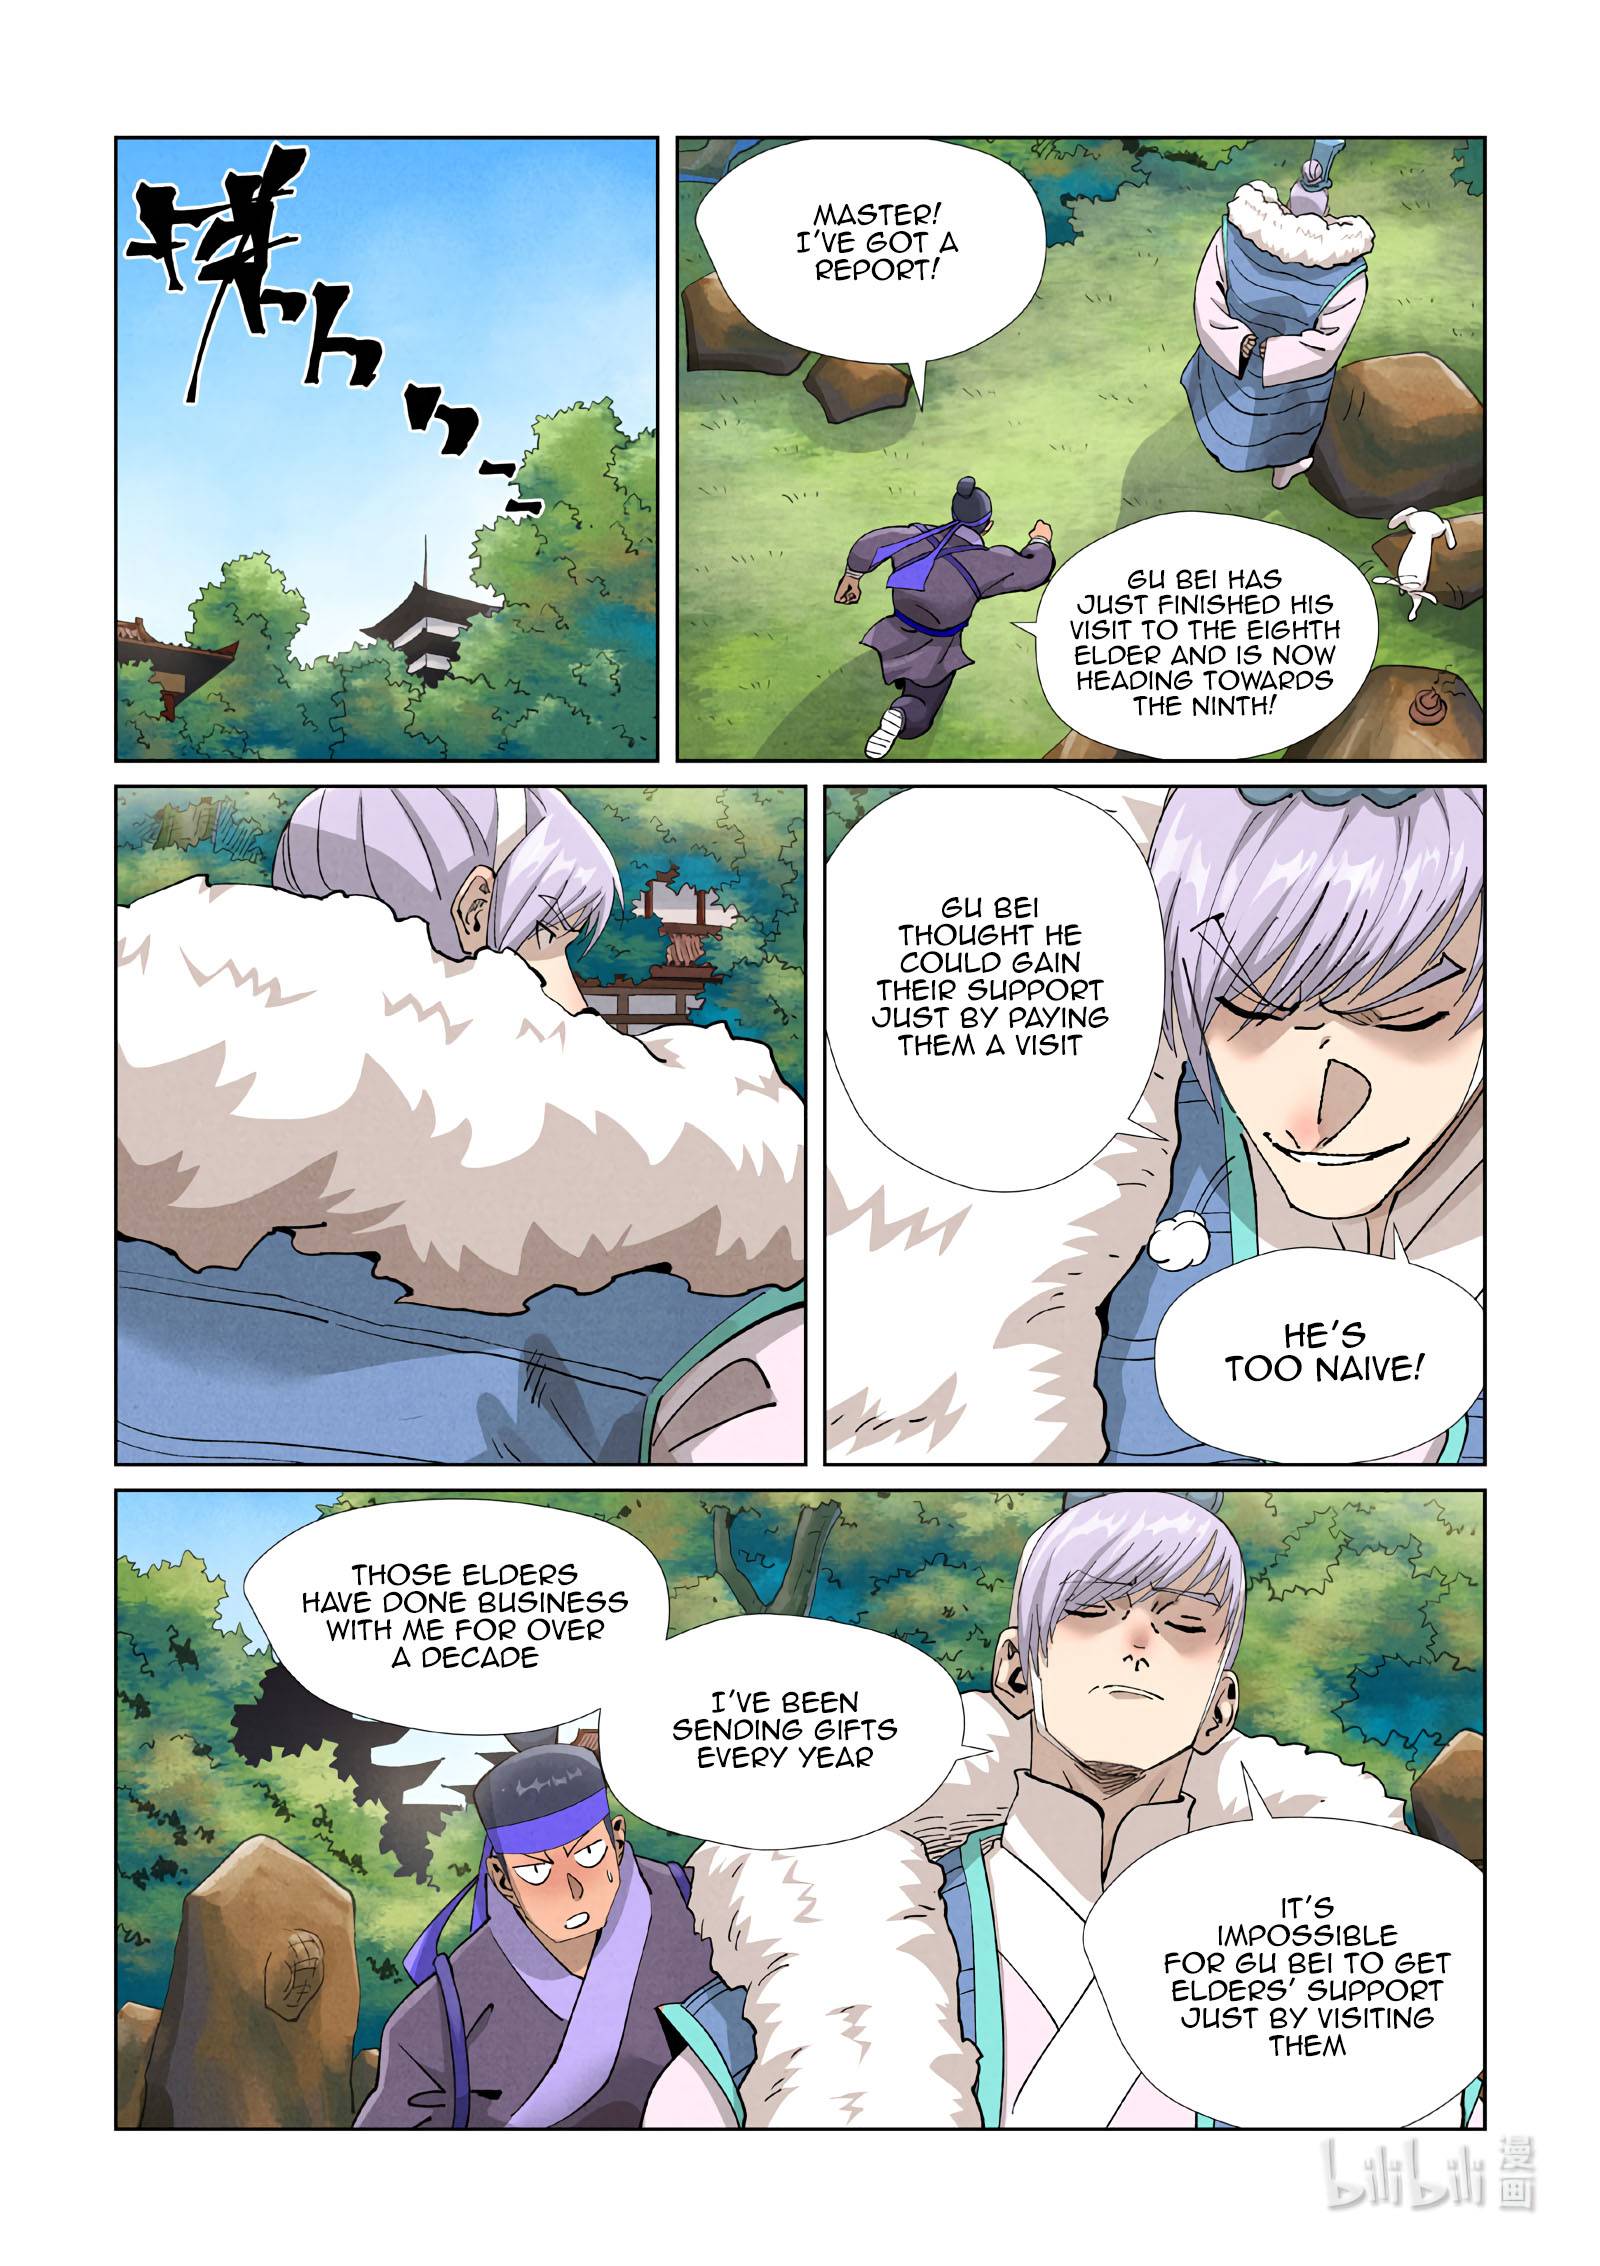 MASTER!
I'VE GOT A
REPORT!
GU BEI HAS
JUST FINISHED HIS
VISIT TO THE EIGHTH
ELDER AND IS NOW
HEADING TOWARDS
THE NINTH!
GU BEI
THOUGHT HE
COULD GAIN
THEIR SUPPORT
JUST BY PAYING
THEM A VISIT
HE'S
TOO NAIVE!
THOSE ELDERS
HAVE DONE BUSINESS
WITH ME FOR OVER
A DECADE
I'VE BEEN
SENDING GIFTS
EVERY YEAR
IT'S
IMPOSSIBLE
FOR GU BEI TO GET
ELDERS' SUPPORT
JUST BY VISITING
THEM
bilibili 漫画